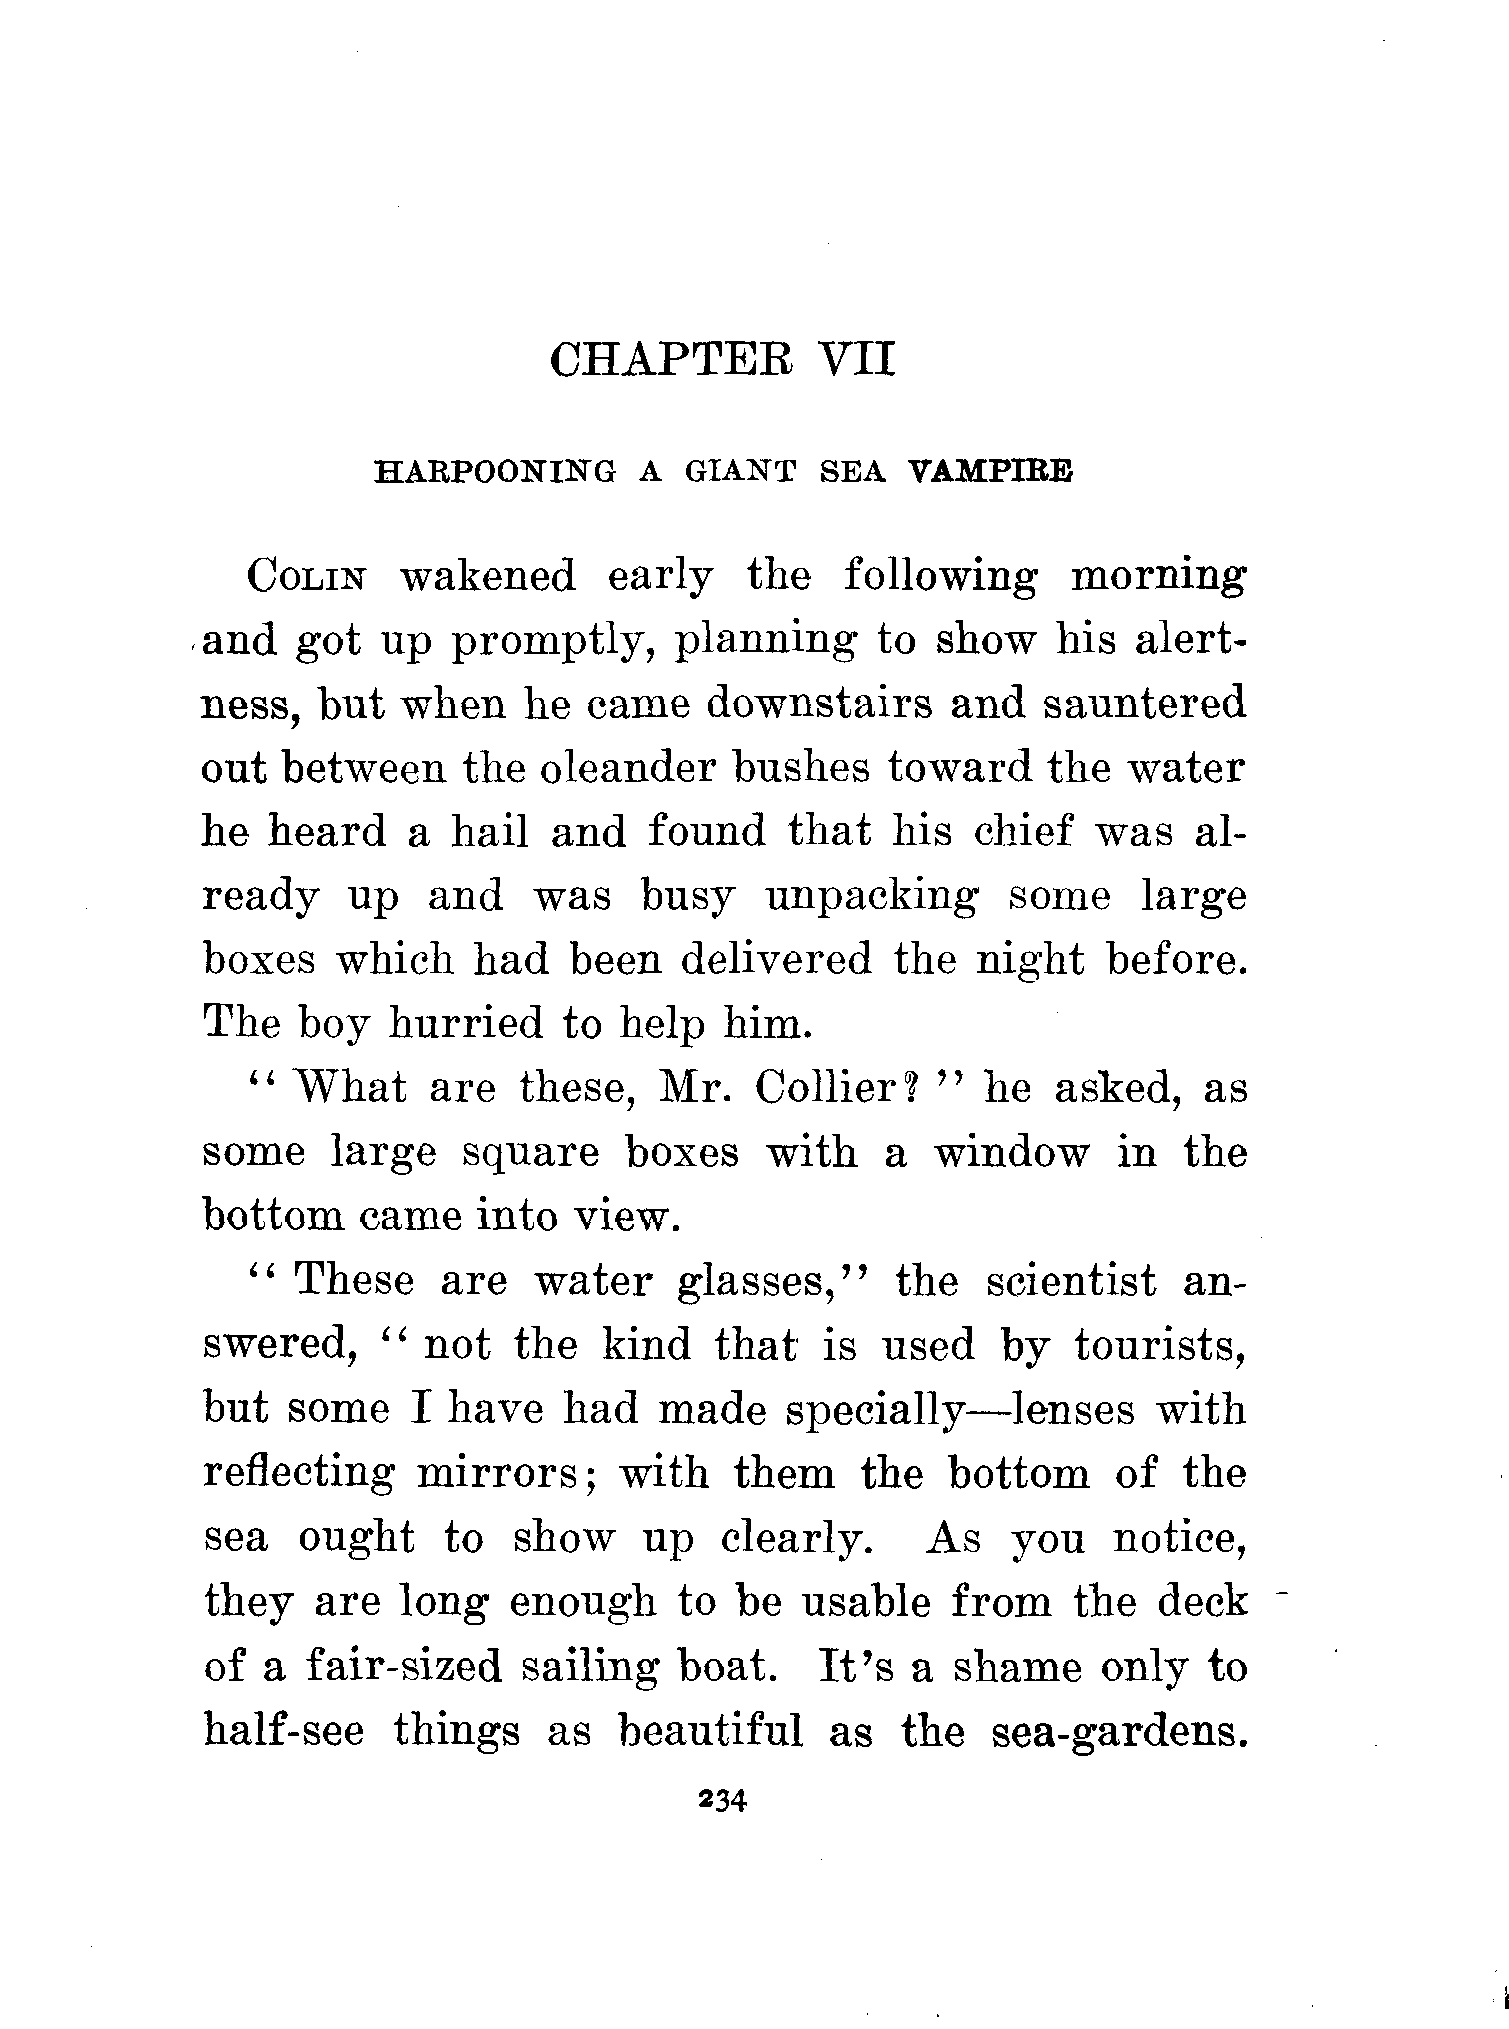 CHAPTER VII
HARPOONING A GIANT SEA VAMPIRE
COLIN wakened early the following morning
and got up promptly, planning to show his alert-
ness, but when he came downstairs and sauntered
out between the oleander bushes toward the water
he heard a hail and found that his chief was al-
ready up and was busy unpacking some large
boxes which had been delivered the night before.
The boy hurried to help him.
“ What are these, Mr. Collier? ” he asked, as
some large square boxes with a window in the
bottom came into view.
“ These are water glasses,” the scientist an-
swered, “ not the kind that is used by tourists,
but some I have had made specially—lenses with
reflecting mirrors; with them the bottom of the
sea ought to show up clearly. As you notice,
they are long enough to be usable from the deck
of a fair-sized sailing boat. It’s a shame only to
half-see things as beautiful as the sea-gardens.
234